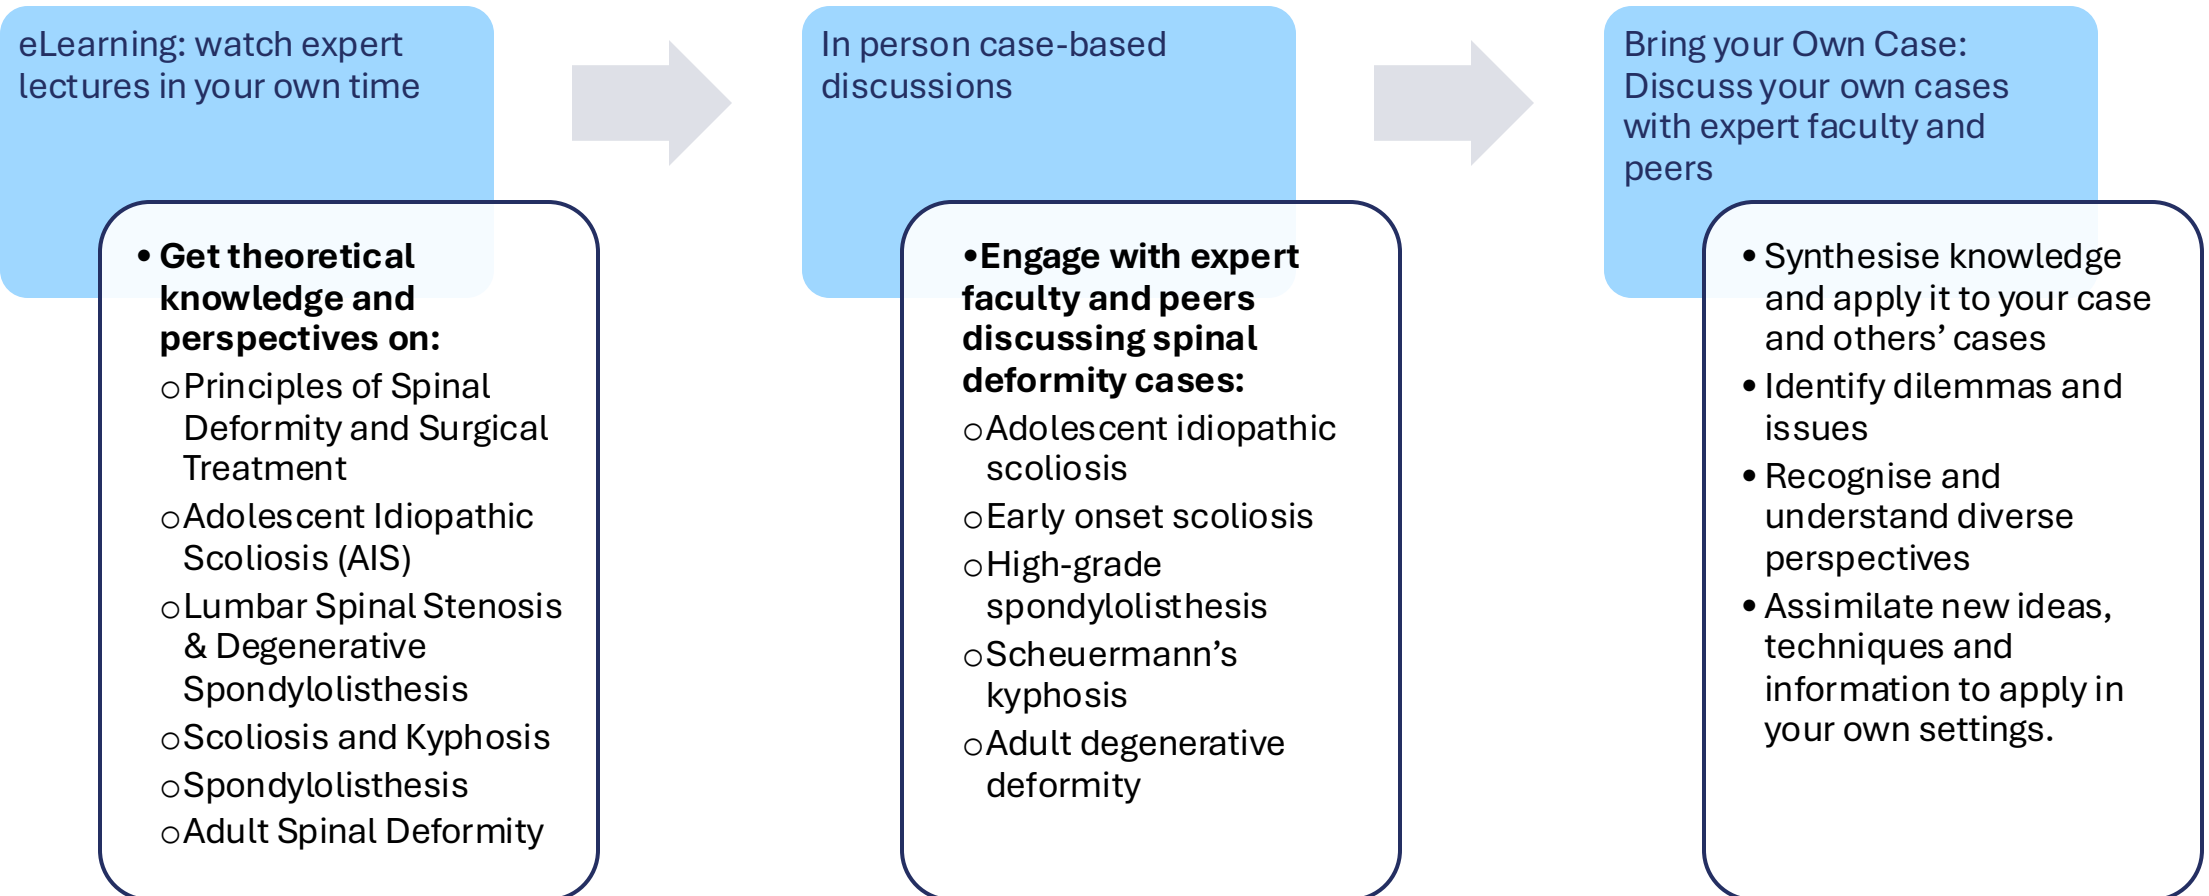 eLearning: watch expert
lectures in your own time
• Get theoretical
knowledge and
perspectives on:
○Principles of Spinal
Deformity and Surgical
Treatment
○Adolescent Idiopathic
Scoliosis (AIS)
○Lumbar Spinal Stenosis
& Degenerative
Spondylolisthesis
○Scoliosis and Kyphosis
○Spondylolisthesis
○Adult Spinal Deformity
In person case-based
discussions
•Engage with expert
faculty and peers
discussing spinal
deformity cases:
○Adolescent idiopathic
scoliosis
○Early onset scoliosis
○High-grade
spondylolisthesis
○Scheuermann’s
kyphosis
○Adult degenerative
deformity
Bring your Own Case:
Discuss your own cases
with expert faculty and
peers
• Synthesise knowledge
and apply it to your case
and others’ cases
• Identify dilemmas and
issues
• Recognise and
understand diverse
perspectives
• Assimilate new ideas,
techniques and
information to apply in
your own settings.